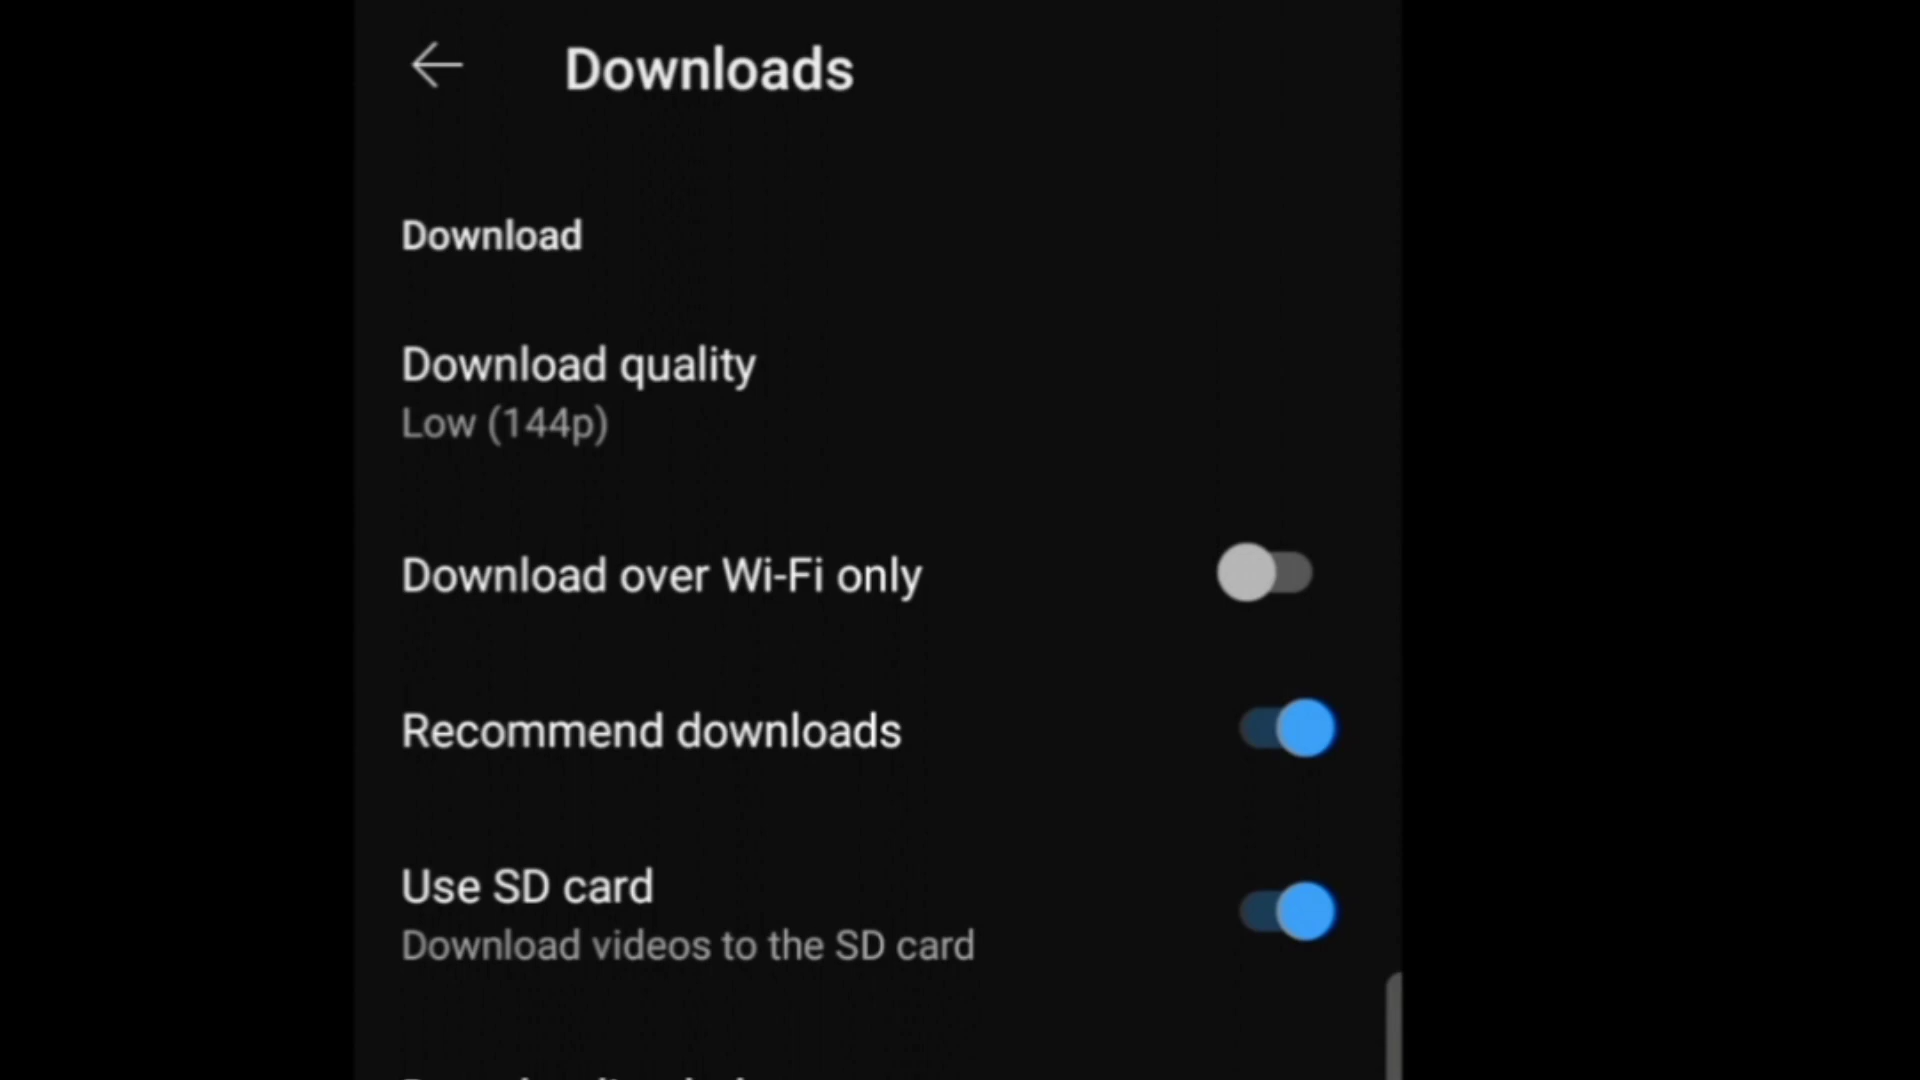 Downloads
Download
Download quality
Low (144p)
Download over Wi-Fi only
Recommend downloads
Use SD card
Download videos to the SD card